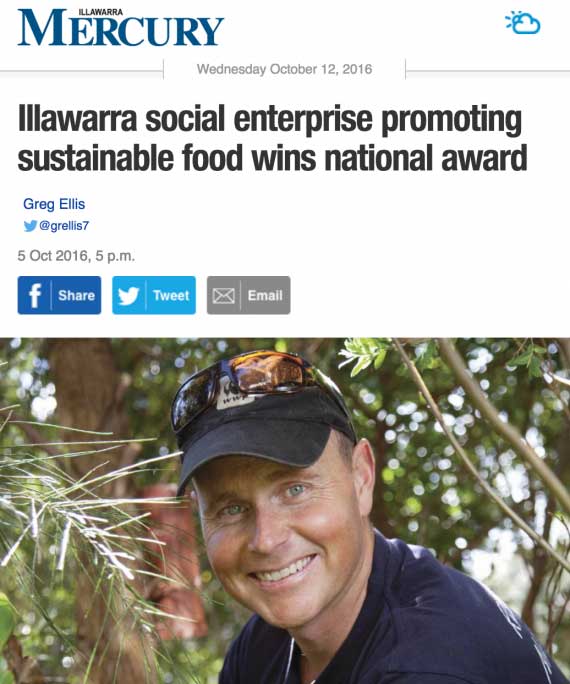 ILLAWARRA
MERCURY
Wednesday October 12, 2016
Illawarra social enterprise promoting
sustainable food wins national award
Greg Ellis
@grellis7
5 Oct 2016, 5 p.m.
Share
Tweet
Email